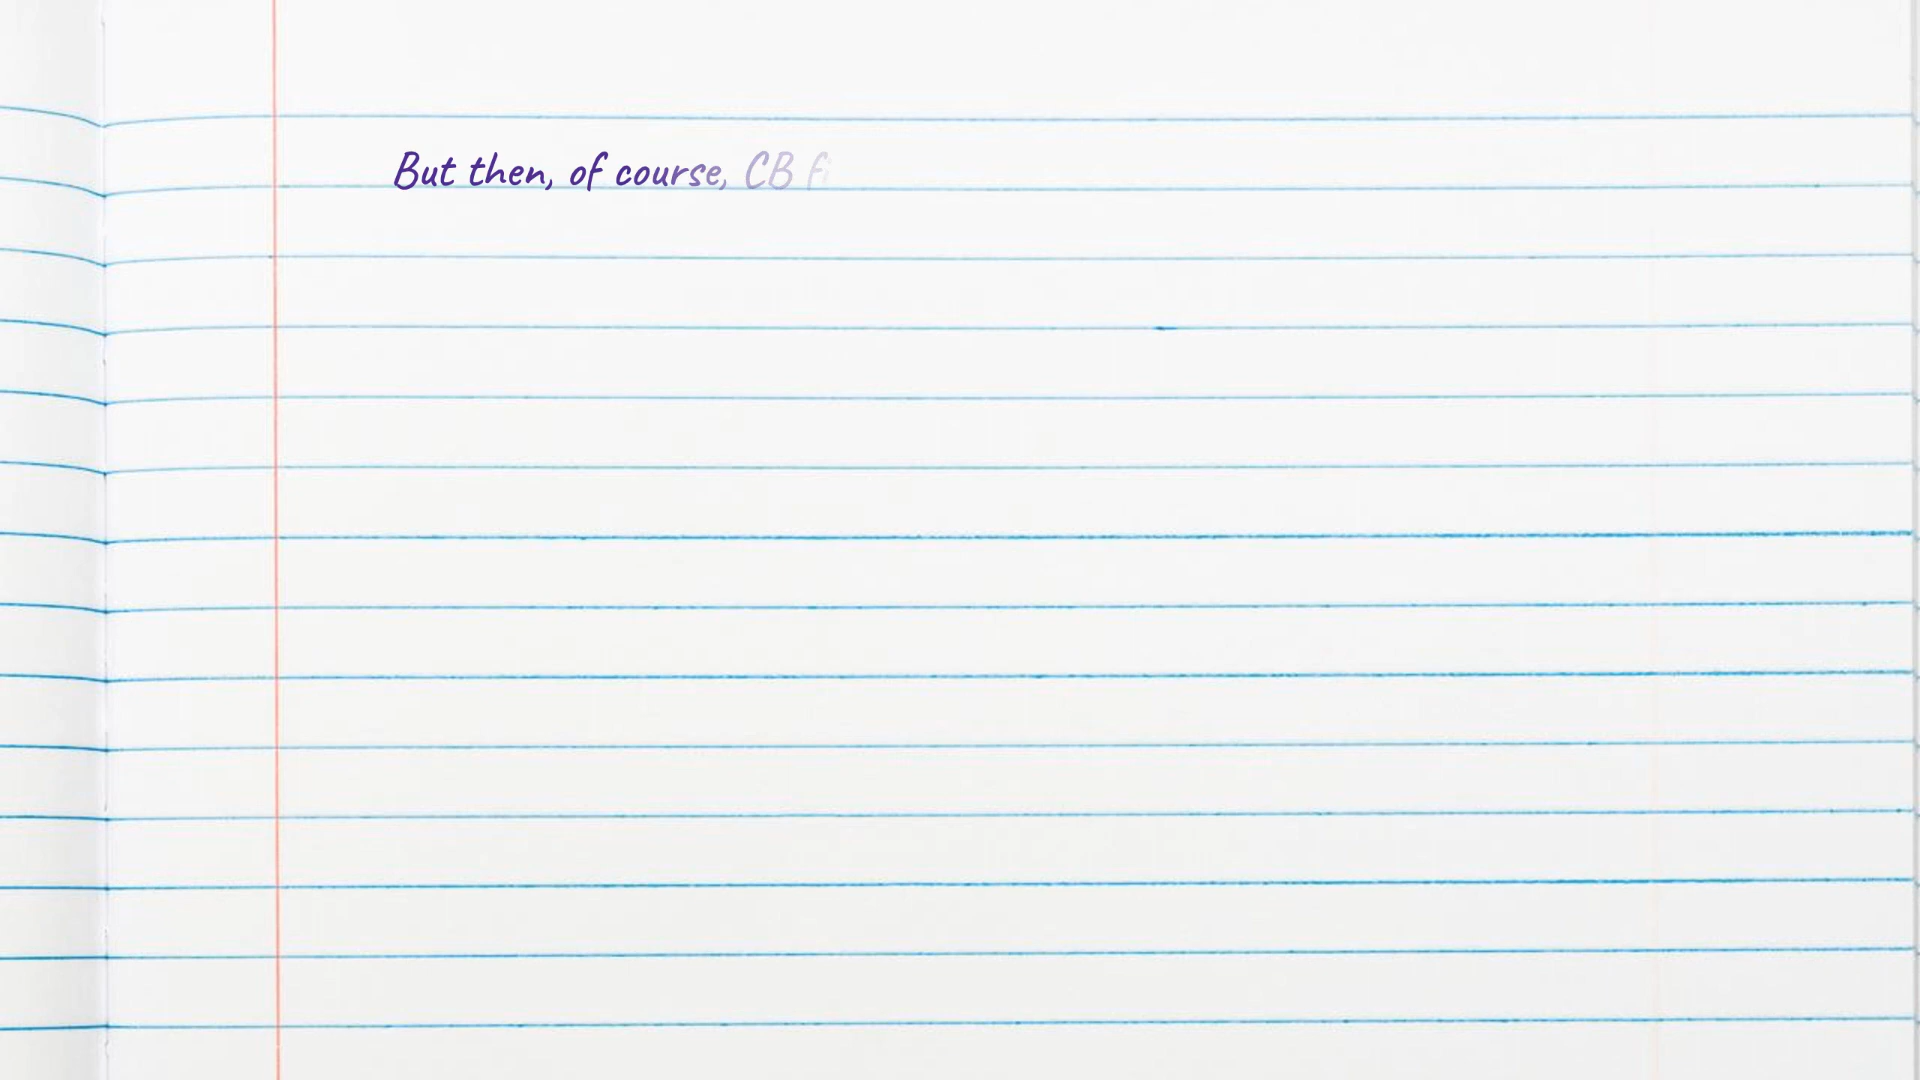 But then, of course, CB